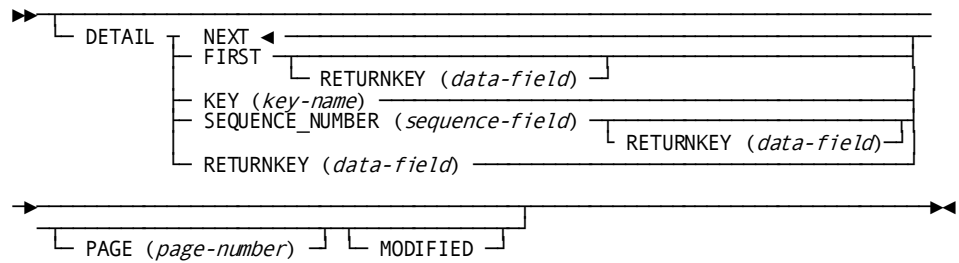 DETAIL NEXT
FIRST
RETURNKEY (data-field)
KEY (key-name)
SEQUENCE_NUMBER (sequence-field)
RETURNKEY (data-field)
RETURNKEY (data-field)
PAGE (page-number) MODIFIED